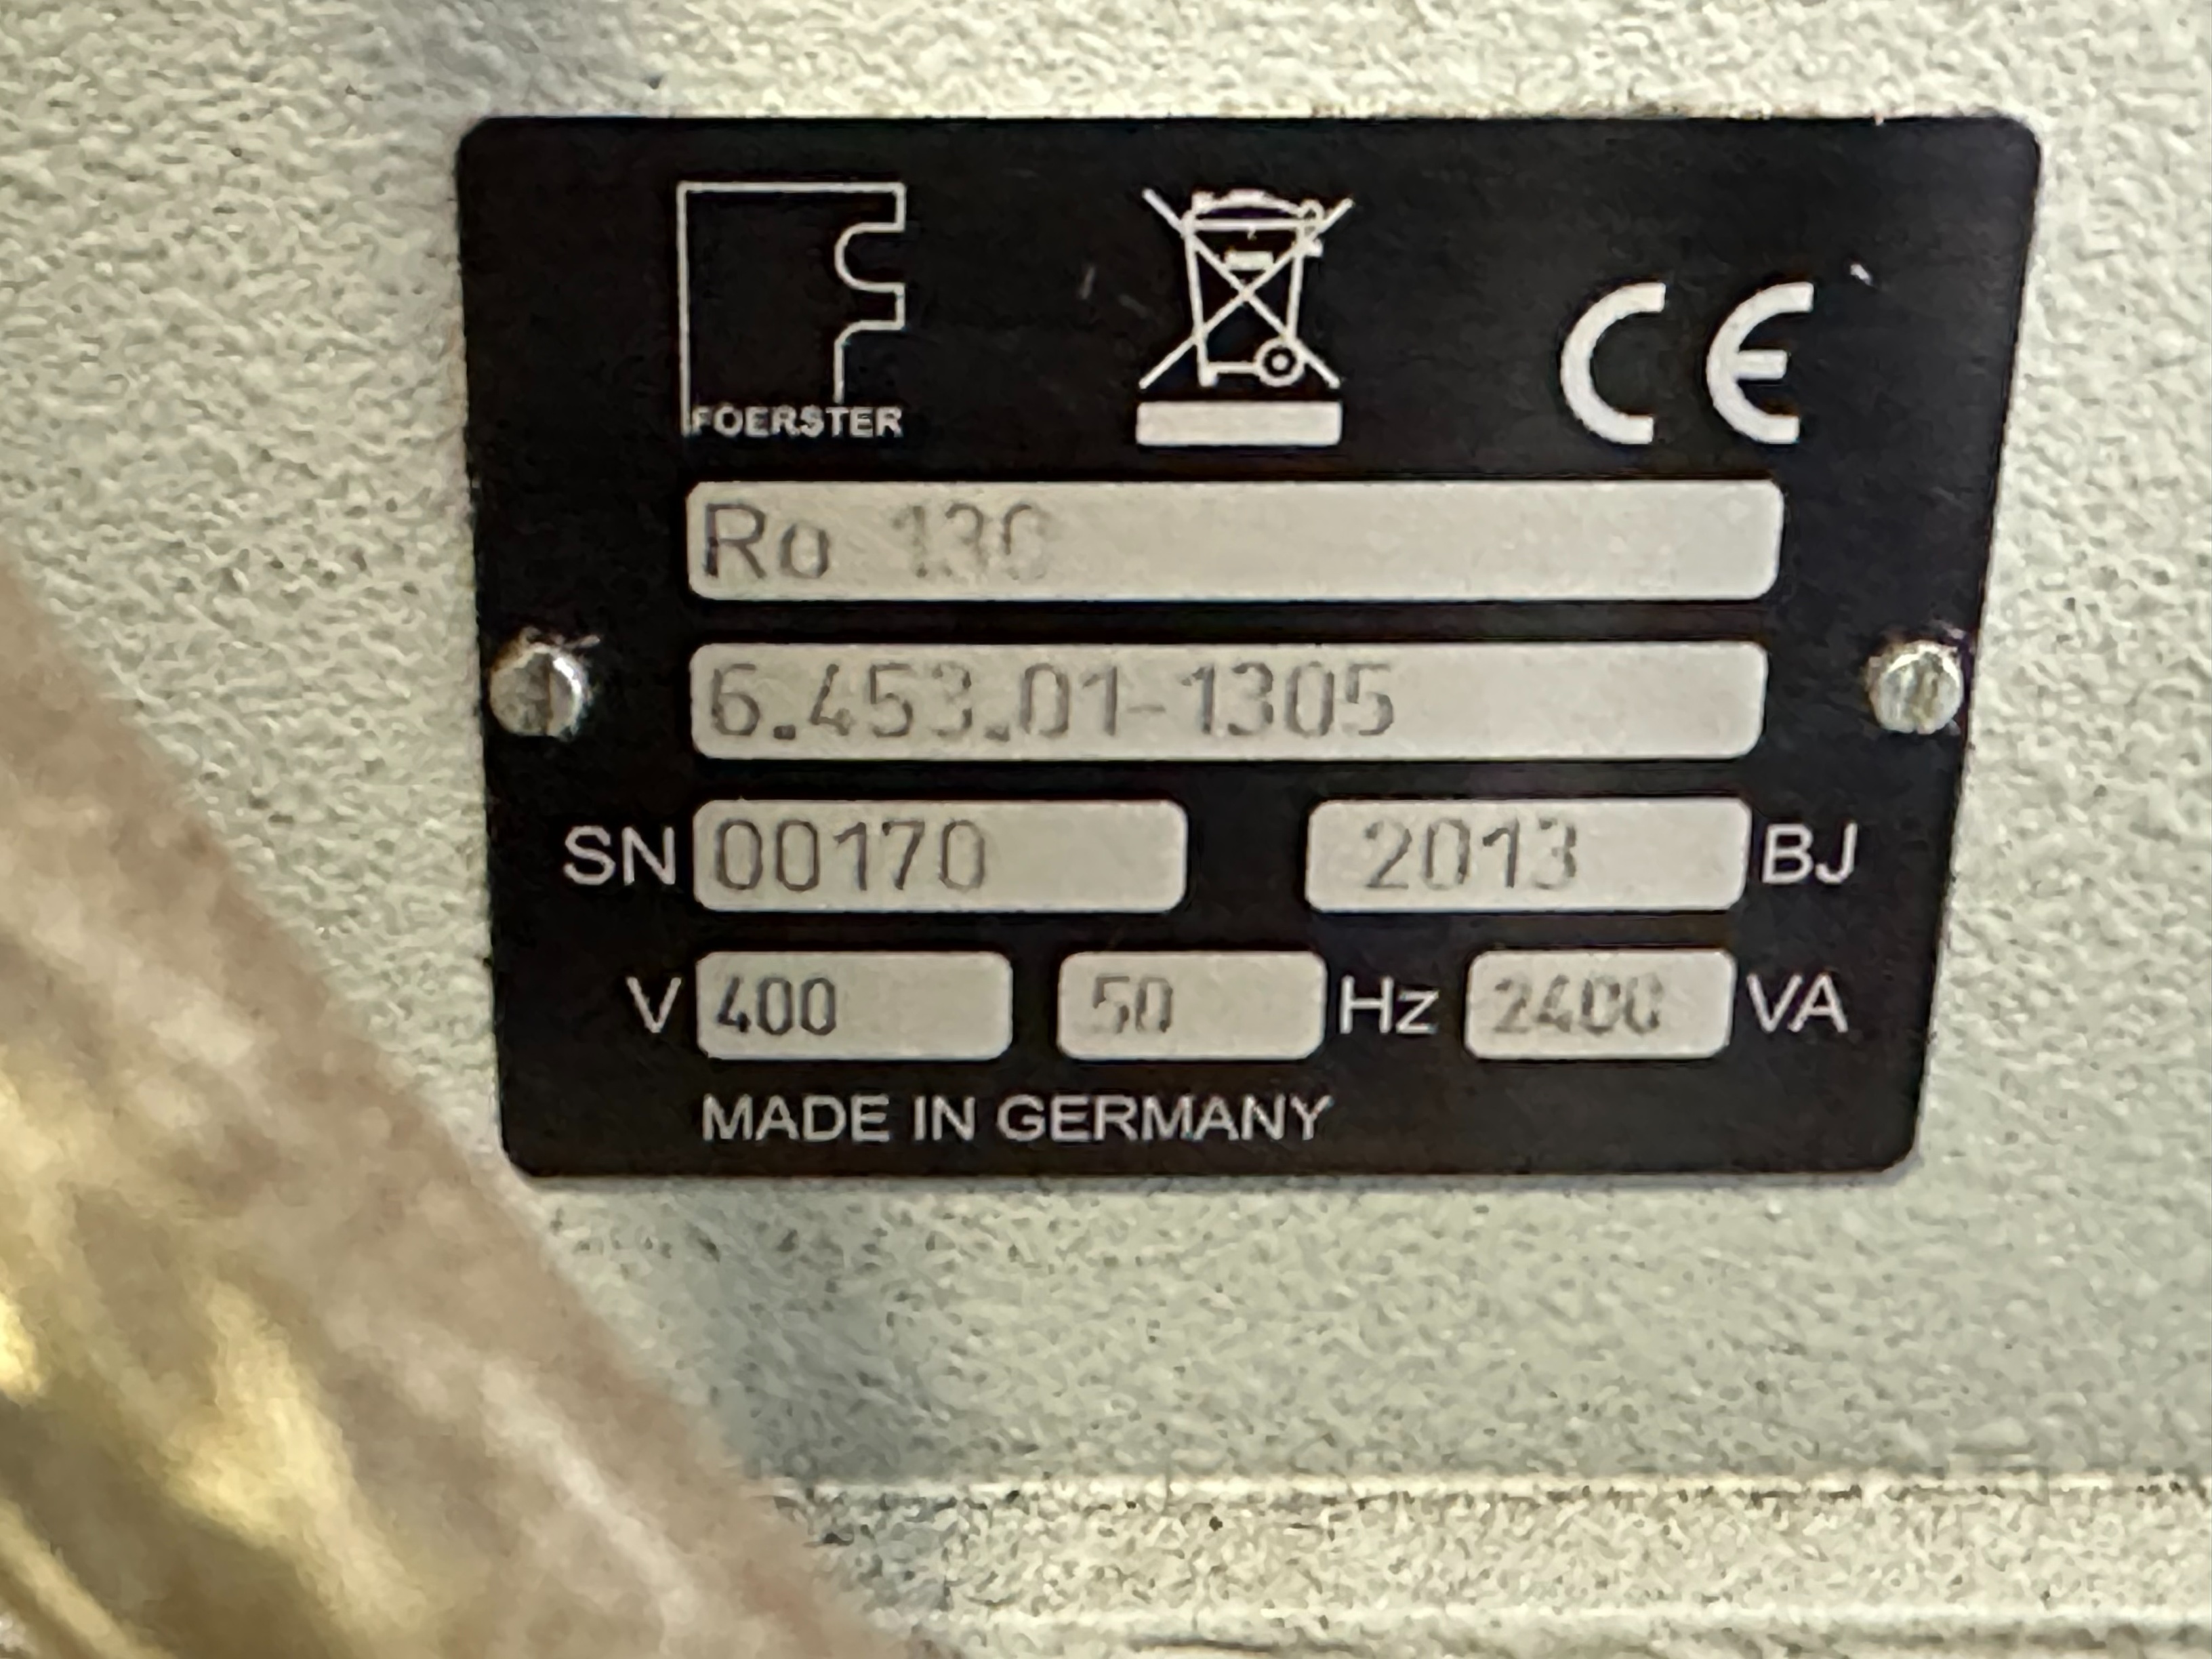 FOERSTER
CE
Ro 130
6.453.01-1305
SN 00170 2013 BJ
V 400 50 Hz 2400 VA
MADE IN GERMANY